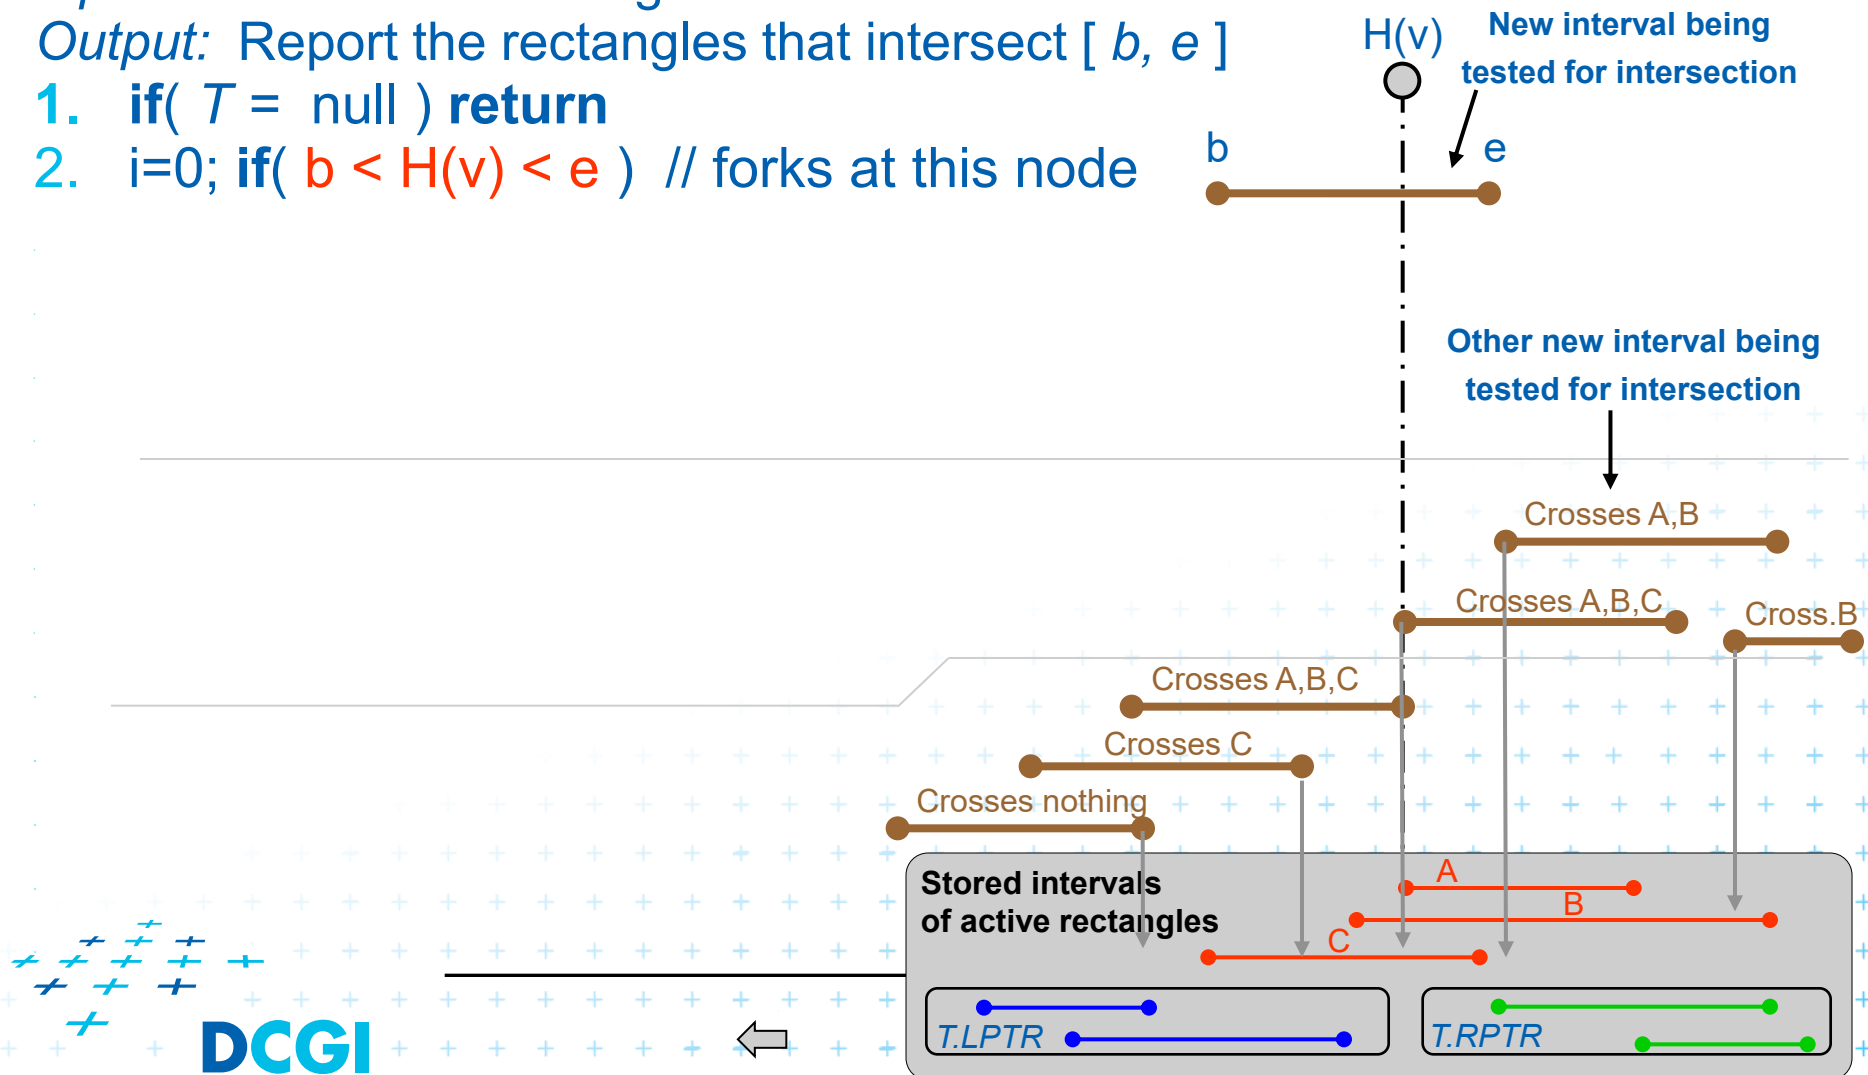 Output: Report the rectangles that intersect [ b, e ]
1. if( T = null ) return
2. i=0; if( b < H(v) < e ) // forks at this node
H(v)
New interval being
tested for intersection
b
e
Other new interval being
tested for intersection
Crosses A,B
Crosses A,B,C
Cross.B
Crosses A,B,C
Crosses C
Crosses nothing
Stored intervals
of active rectangles
A
B
C
T.LPTR
T.RPTR
DCGI